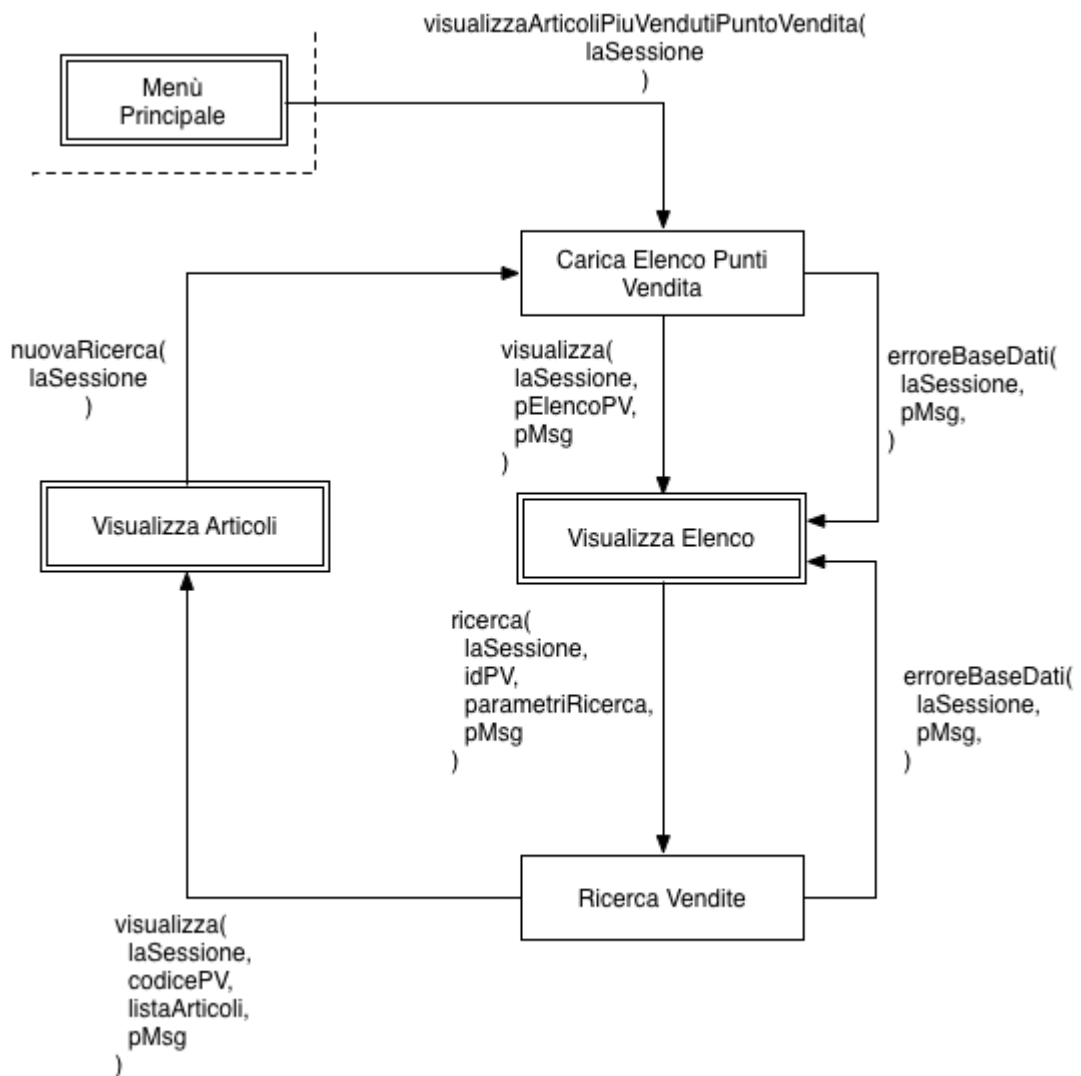 visualizzaArticoliPiuVendutiPuntoVendita(
laSessione
)
Menù
Principale
Carica Elenco Punti
Vendita
nuovaRicerca(
laSessione
)
visualizza(
laSessione,
pElencoPV,
pMsg
)
erroreBaseDati(
laSessione,
pMsg,
)
Visualizza Articoli
Visualizza Elenco
ricerca(
laSessione,
idPV,
parametriRicerca,
pMsg
)
erroreBaseDati(
laSessione,
pMsg,
)
Ricerca Vendite
visualizza(
laSessione,
codicePV,
listaArticoli,
pMsg
)